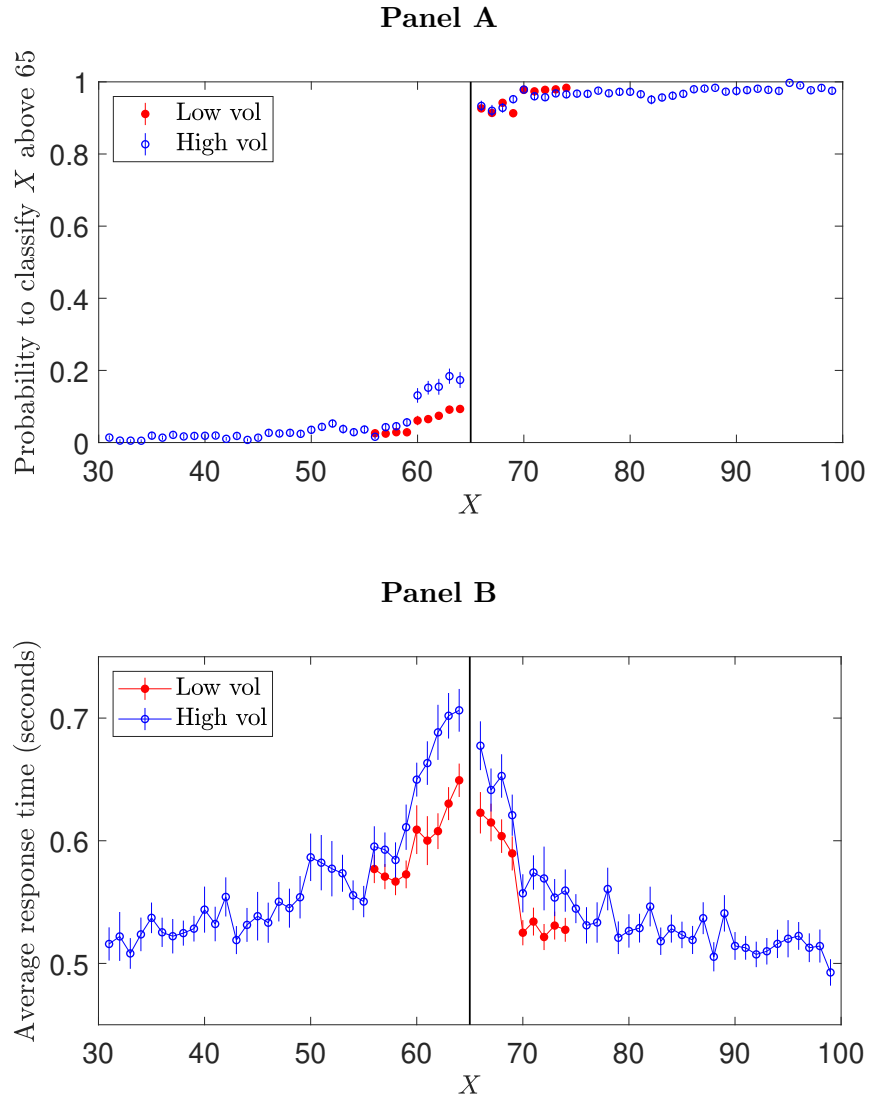 Panel A
Probability to classify X above 65
1
0.8
0.6
0.4
0.2
0
Low vol
High vol
30 40 50 60 70 80 90 100
X
Panel B
Average response time (seconds)
0.7
0.6
0.5
Low vol
High vol
30 40 50 60 70 80 90 100
X